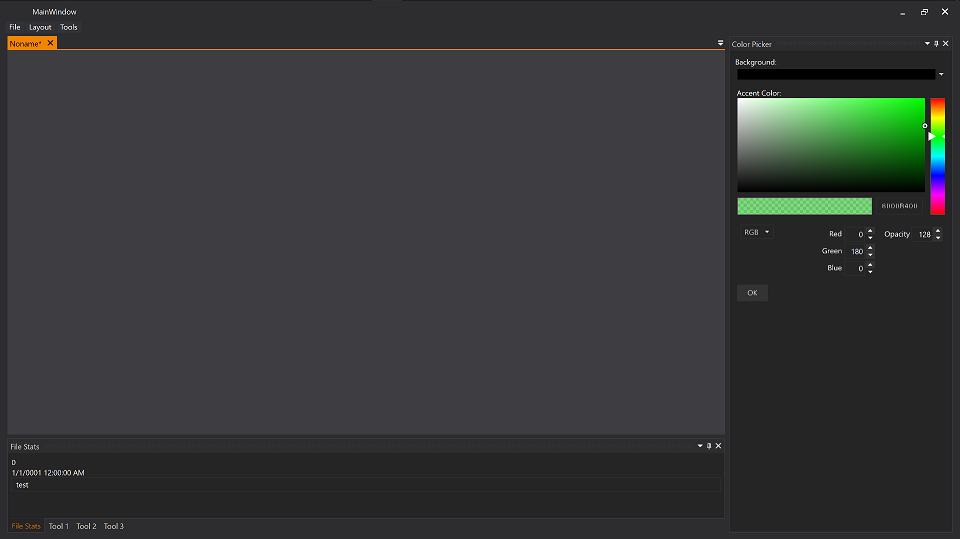 MainWindow
File Layout Tools
Noname*
Color Picker
Background:
Accent Color:
RGB
Red 0
Opacity 128
Green 180
Blue 0
OK
File Stats
0
1/1/0001 12:00:00 AM
test
File Stats Tool 1 Tool 2 Tool 3